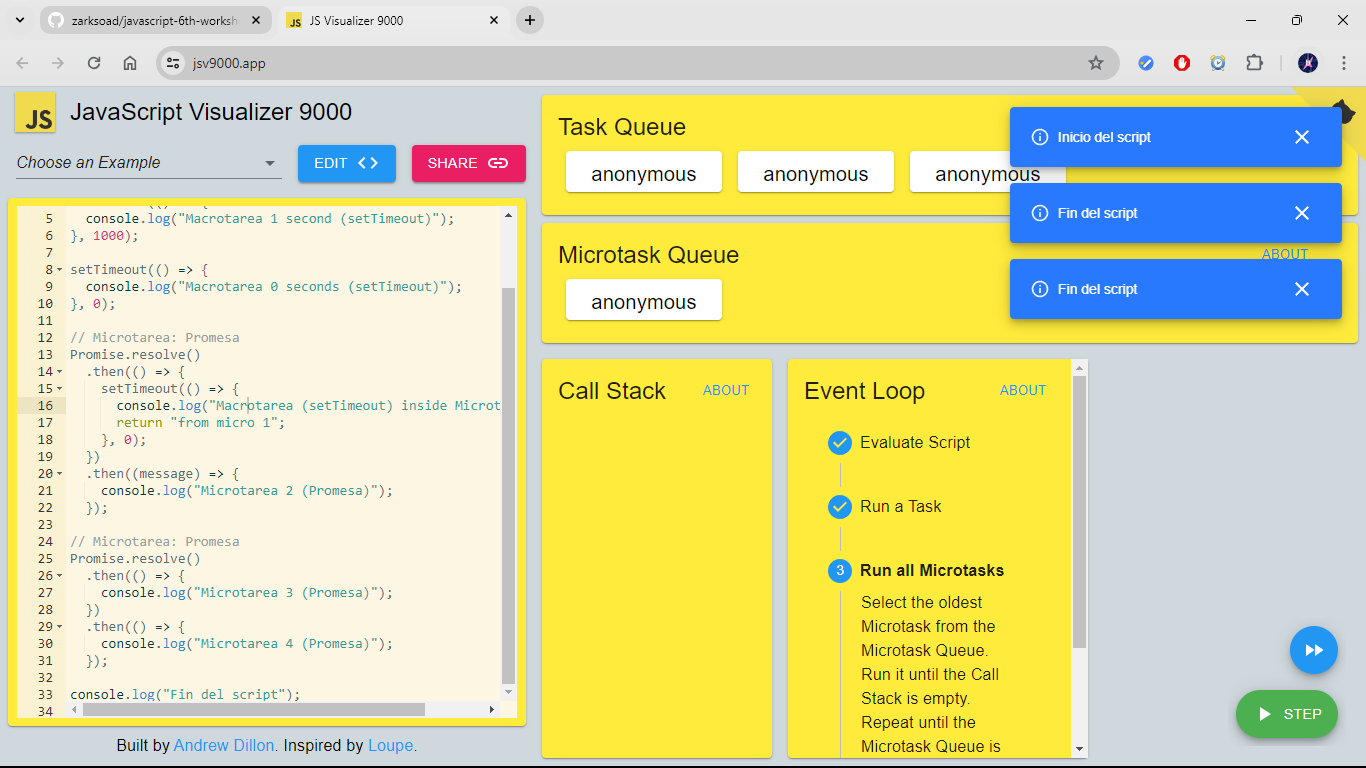 zarksoad/javascript-6th-worksh
JS Visualizer 9000
jsv9000.app
JS
JavaScript Visualizer 9000
Choose an Example
EDIT
SHARE
5 console.log("Macrotarea 1 second (setTimeout)");
6 }, 1000);
7
8 setTimeout(() => {
9 console.log("Macrotarea 0 seconds (setTimeout)");
10 }, 0);
11
12 // Microtarea: Promesa
13 Promise.resolve()
14 .then(() => {
15 setTimeout(() => {
16 console.log("Macrotarea (setTimeout) inside Microt
17 return "from micro 1";
18 }, 0);
19 })
20 .then((message) => {
21 console.log("Microtarea 2 (Promesa)");
22 });
23
24 // Microtarea: Promesa
25 Promise.resolve()
26 .then(() => {
27 console.log("Microtarea 3 (Promesa)");
28 })
29 .then(() => {
30 console.log("Microtarea 4 (Promesa)");
31 });
32
33 console.log("Fin del script");
34
Built by Andrew Dillon. Inspired by Loupe.
Task Queue
anonymous
anonymous
anonymous
Inicio del script
Fin del script
Fin del script
Microtask Queue
ABOUT
anonymous
Call Stack
ABOUT
Event Loop
ABOUT
Evaluate Script
Run a Task
3 Run all Microtasks
Select the oldest
Microtask from the
Microtask Queue.
Run it until the Call
Stack is empty.
Repeat until the
Microtask Queue is
STEP